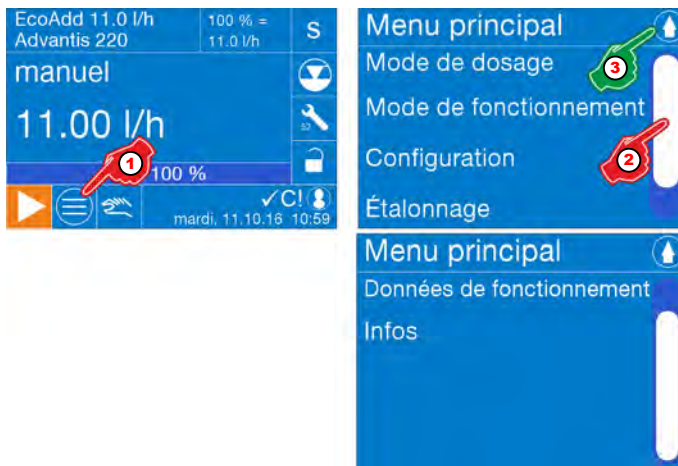 EcoAdd 11.0 l/h
Advantis 220
100 % =
11.0 l/h
S
manuel
11.00 l/h
100 %
✓C!
mardi, 11.10.16 10:59
1
Menu principal
Mode de dosage
Mode de fonctionnement
Configuration
Étalonnage
3
2
Menu principal
Données de fonctionnement
Infos